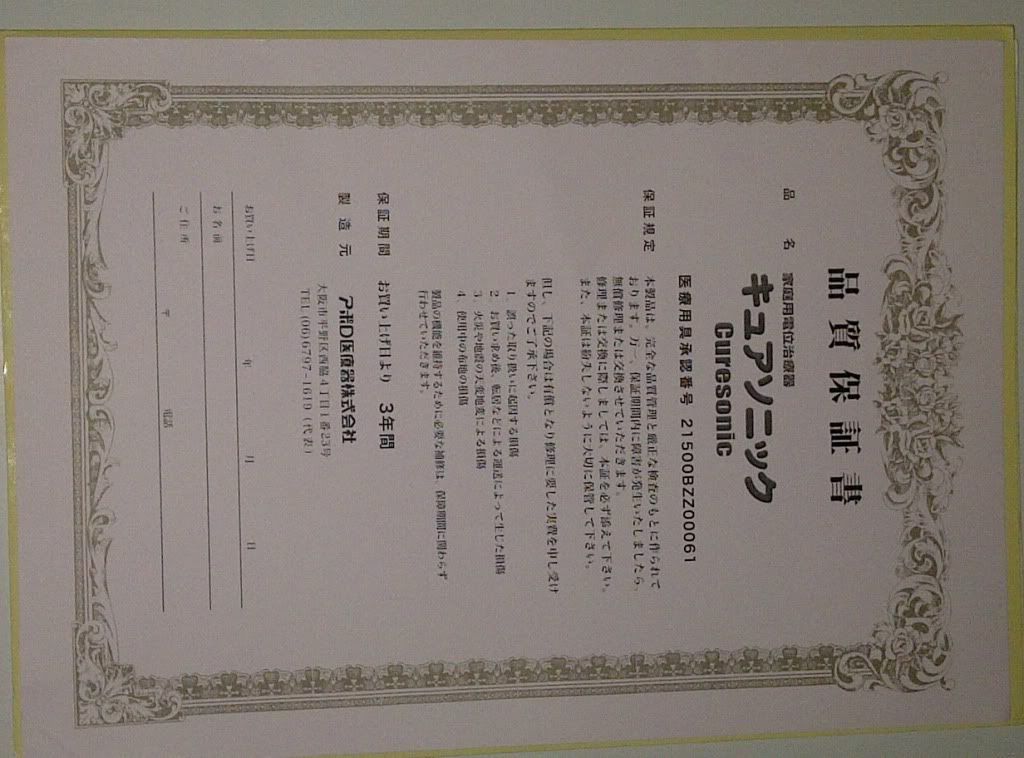 品質保証書
品名 家庭用電位治療器
キュアソニック
Curesonic
医療用具承認番号 21500BZZ00061
保証規定 本製品は、完全な品質管理と厳正な検査のもとに作られて
おります。万一、保証期間内に障害が発生いたしましたら、
無償修理または交換させていただきます。
修理または交換に際しましては、本証を必ず添えて下さい。
また、本証は紛失しないように大切に保管して下さい。
但し、下記の場合は有償となり修理に要した実費を申し受け
ますのでご了承下さい。
1. 誤った取り扱いに起因する損傷
2. お買い求め後、転居などによる運送によって生じた損傷
3. 火災や地震の天変地変による損傷
4. 使用中の布地の損傷
製品の機能を維持するために必要な補修は、保障期間に関わらず
行わせていただきます。
保証期間 お買い上げ日より 3年間
製造元 アポロD医療器株式会社
大阪市平野区西脇4丁目1番23号
TEL(06)6797-1619(代表)
お買い上げ日 年 月 日
お名前
ご住所 〒 電話